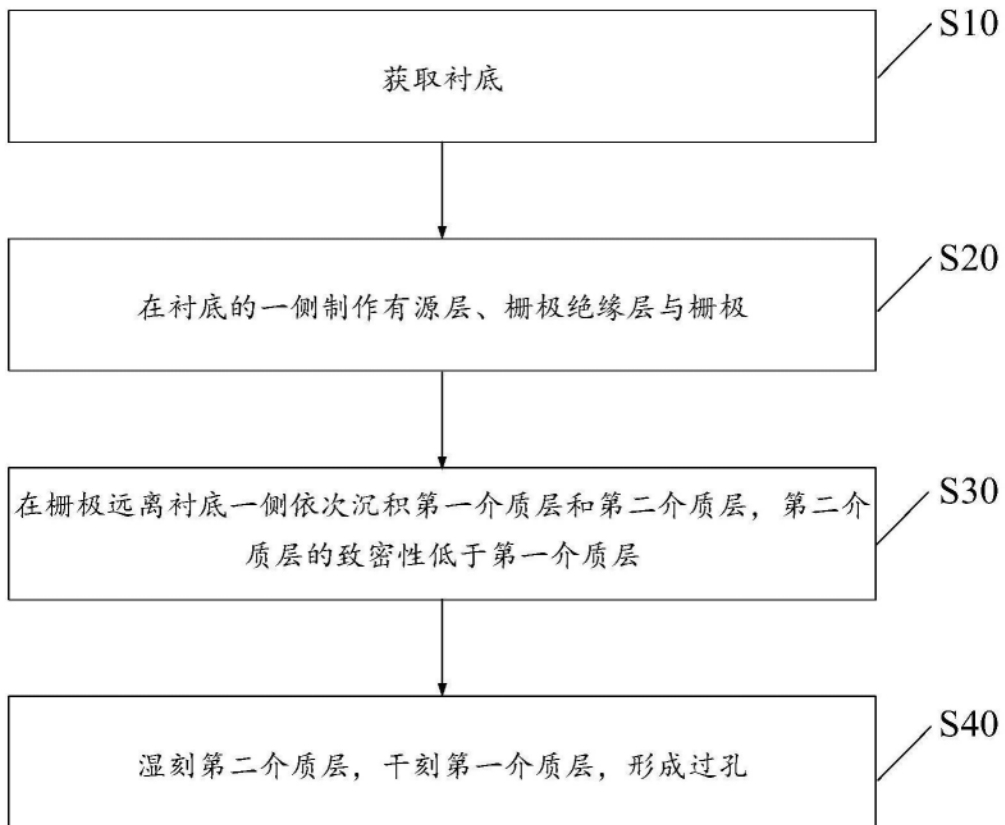 S10
获取衬底
S20
在衬底的一侧制作有源层、栅极绝缘层与栅极
S30
在栅极远离衬底一侧依次沉积第一介质层和第二介质层，第二介
质层的致密性低于第一介质层
S40
湿刻第二介质层，干刻第一介质层，形成过孔